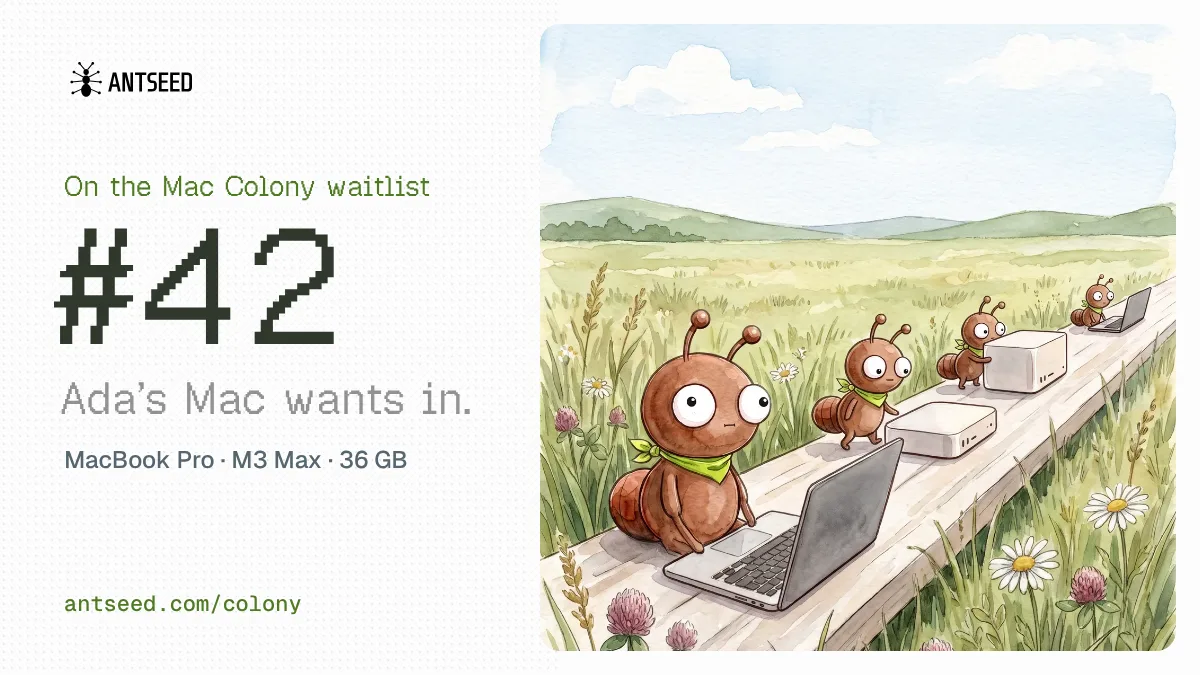 ANTSEED
On the Mac Colony waitlist
#42
Ada’s Mac wants in.
MacBook Pro · M3 Max · 36 GB
antseed.com/colony